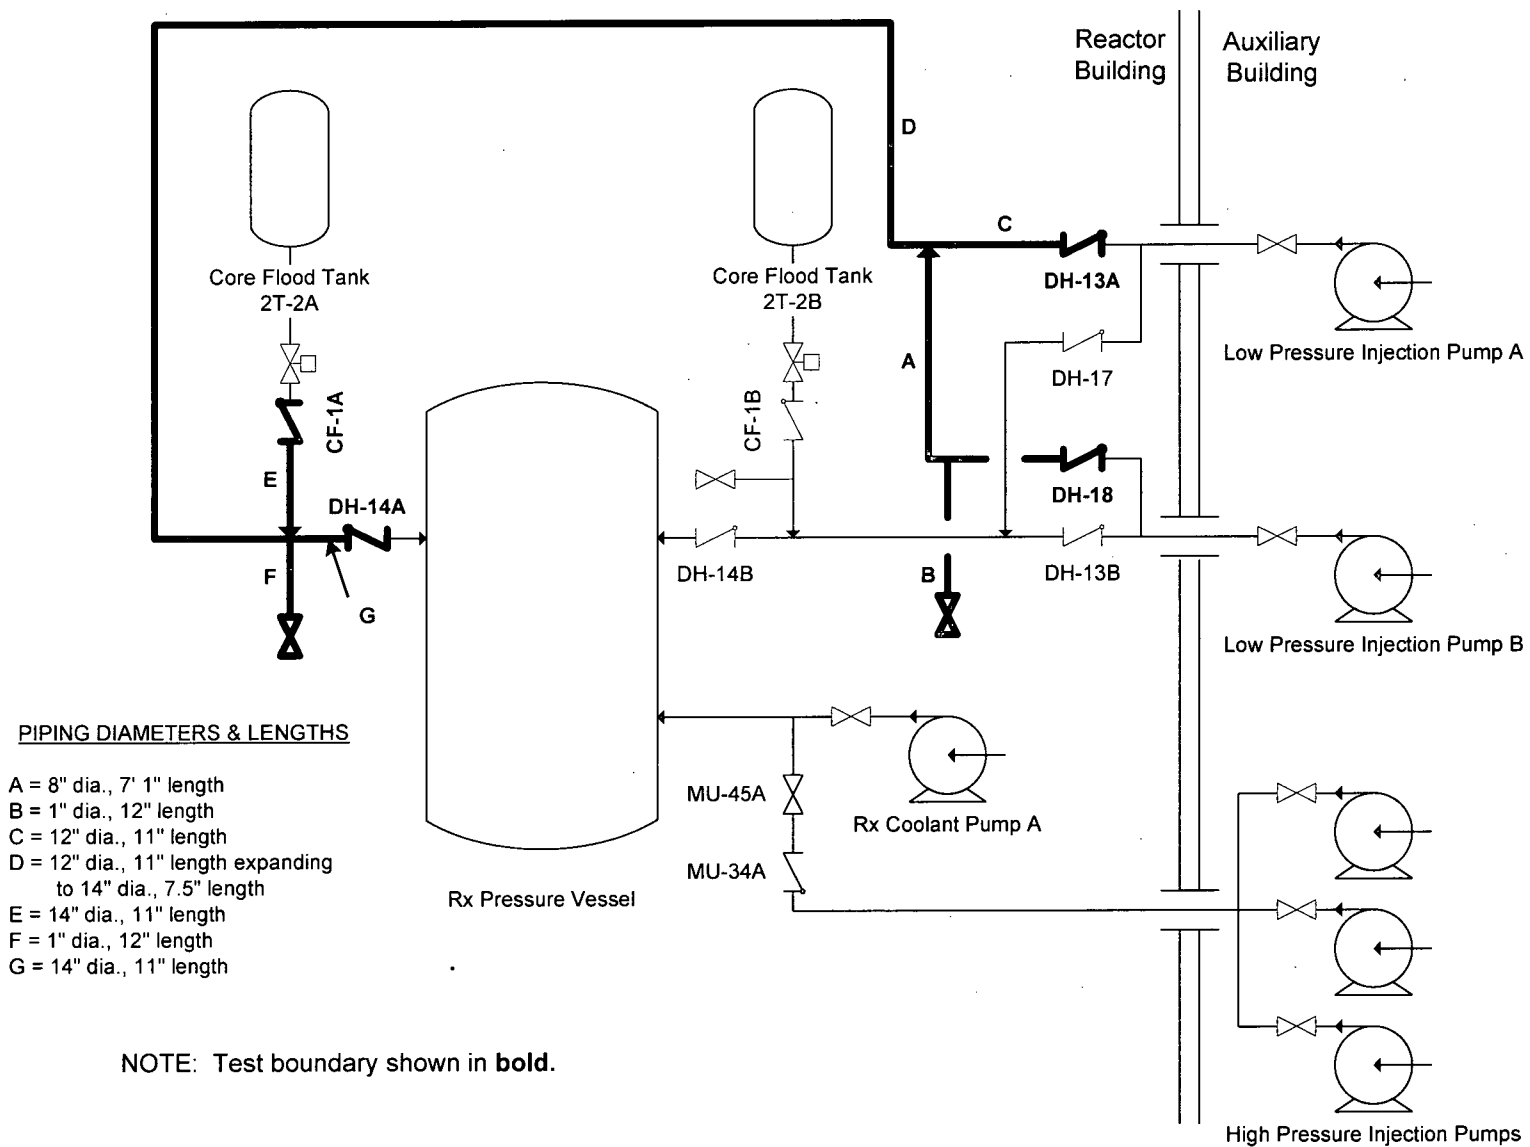 Reactor
Building
Auxiliary
Building
D
C
Core Flood Tank
2T-2A
Core Flood Tank
2T-2B
DH-13A
Low Pressure Injection Pump A
A
DH-17
CF-1A
CF-1B
E
DH-14A
DH-18
F
G
DH-14B
B
DH-13B
Low Pressure Injection Pump B
PIPING DIAMETERS & LENGTHS
A = 8" dia., 7' 1" length
B = 1" dia., 12" length
C = 12" dia., 11" length
D = 12" dia., 11" length expanding
to 14" dia., 7.5" length
E = 14" dia., 11" length
F = 1" dia., 12" length
G = 14" dia., 11" length
MU-45A
Rx Coolant Pump A
MU-34A
Rx Pressure Vessel
NOTE: Test boundary shown in bold.
High Pressure Injection Pumps